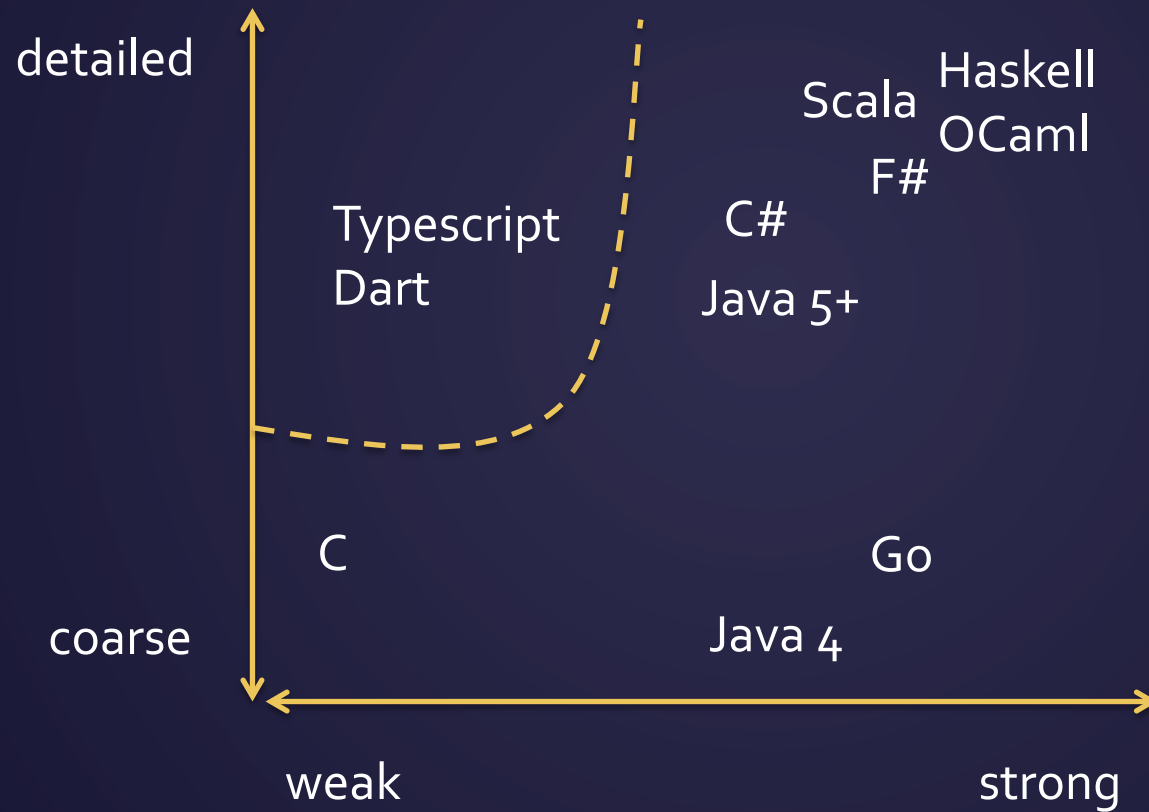 detailed
Haskell
Scala
OCaml
F#
Typescript
C#
Dart
Java 5+
C
Go
coarse
Java 4
weak
strong